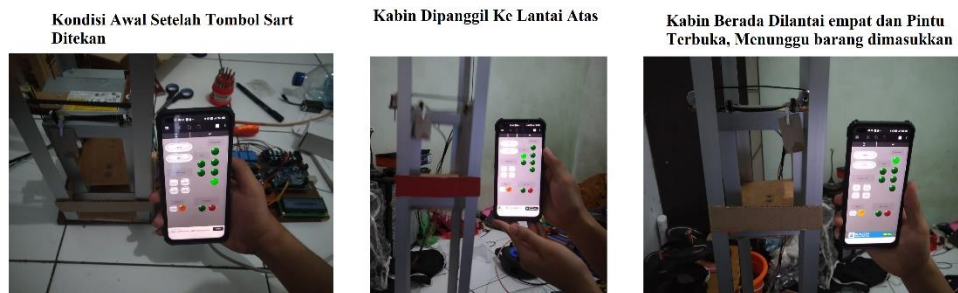 Kondisi Awal Setelah Tombol Sart
Ditekan
Kabin Dipanggil Ke Lantai Atas
Kabin Berada Dilantai empat dan Pintu
Terbuka, Menunggu barang dimasukkan